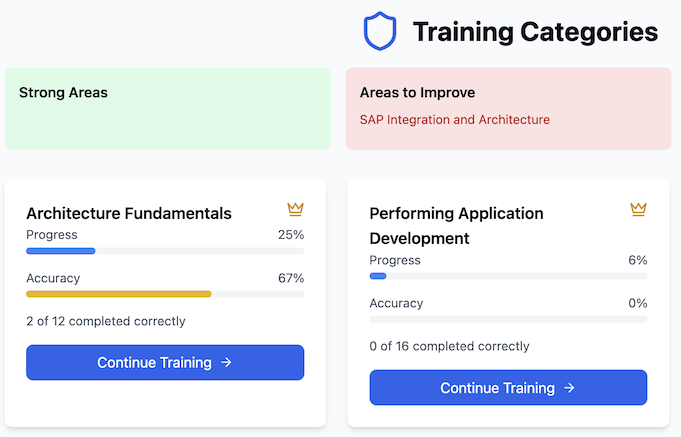 Training Categories
Strong Areas
Areas to Improve
SAP Integration and Architecture
Architecture Fundamentals
Progress 25%
Accuracy 67%
2 of 12 completed correctly
Continue Training →
Performing Application
Development
Progress 6%
Accuracy 0%
0 of 16 completed correctly
Continue Training →